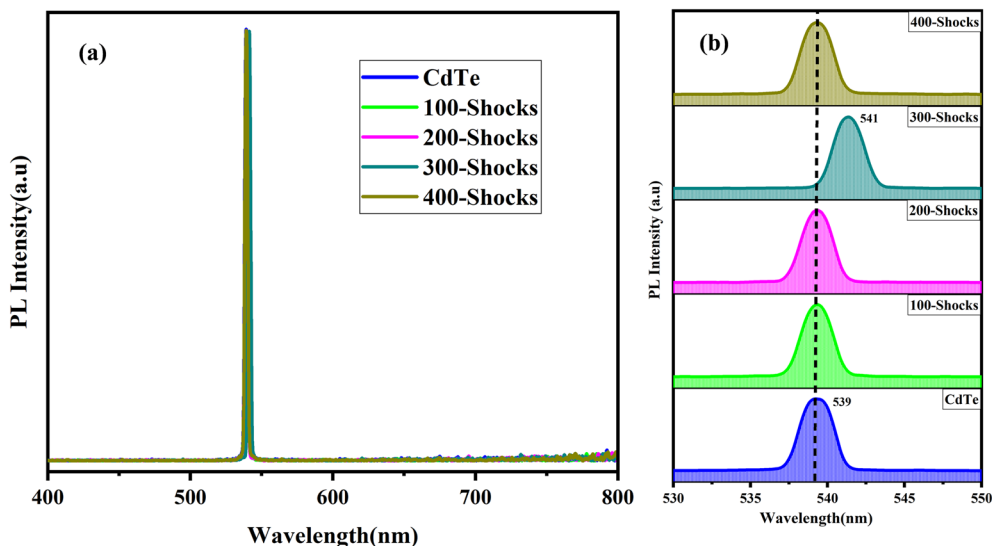 (a)
CdTe
100-Shocks
200-Shocks
300-Shocks
400-Shocks
PL Intensity(a.u)
400 500 600 700 800
Wavelength(nm)
(b)
400-Shocks
300-Shocks
541
200-Shocks
100-Shocks
CdTe
539
PL Intensity (a.u)
530 535 540 545 550
Wavelength(nm)